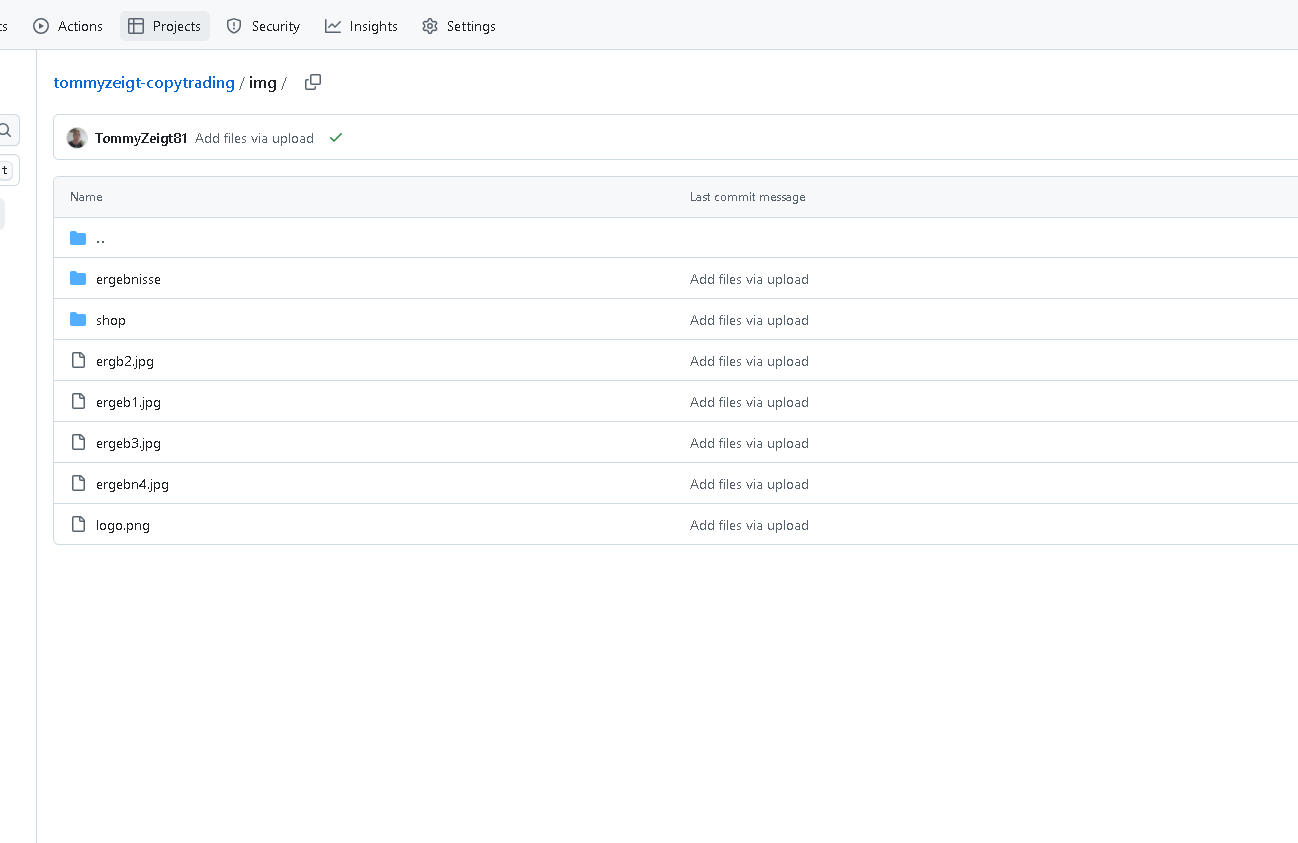 ts Actions Projects Security Insights Settings
tommyzeigt-copytrading / img /
TommyZeigt81 Add files via upload
t
Name Last commit message
..
ergebnisse Add files via upload
shop Add files via upload
ergb2.jpg Add files via upload
ergeb1.jpg Add files via upload
ergeb3.jpg Add files via upload
ergebn4.jpg Add files via upload
logo.png Add files via upload